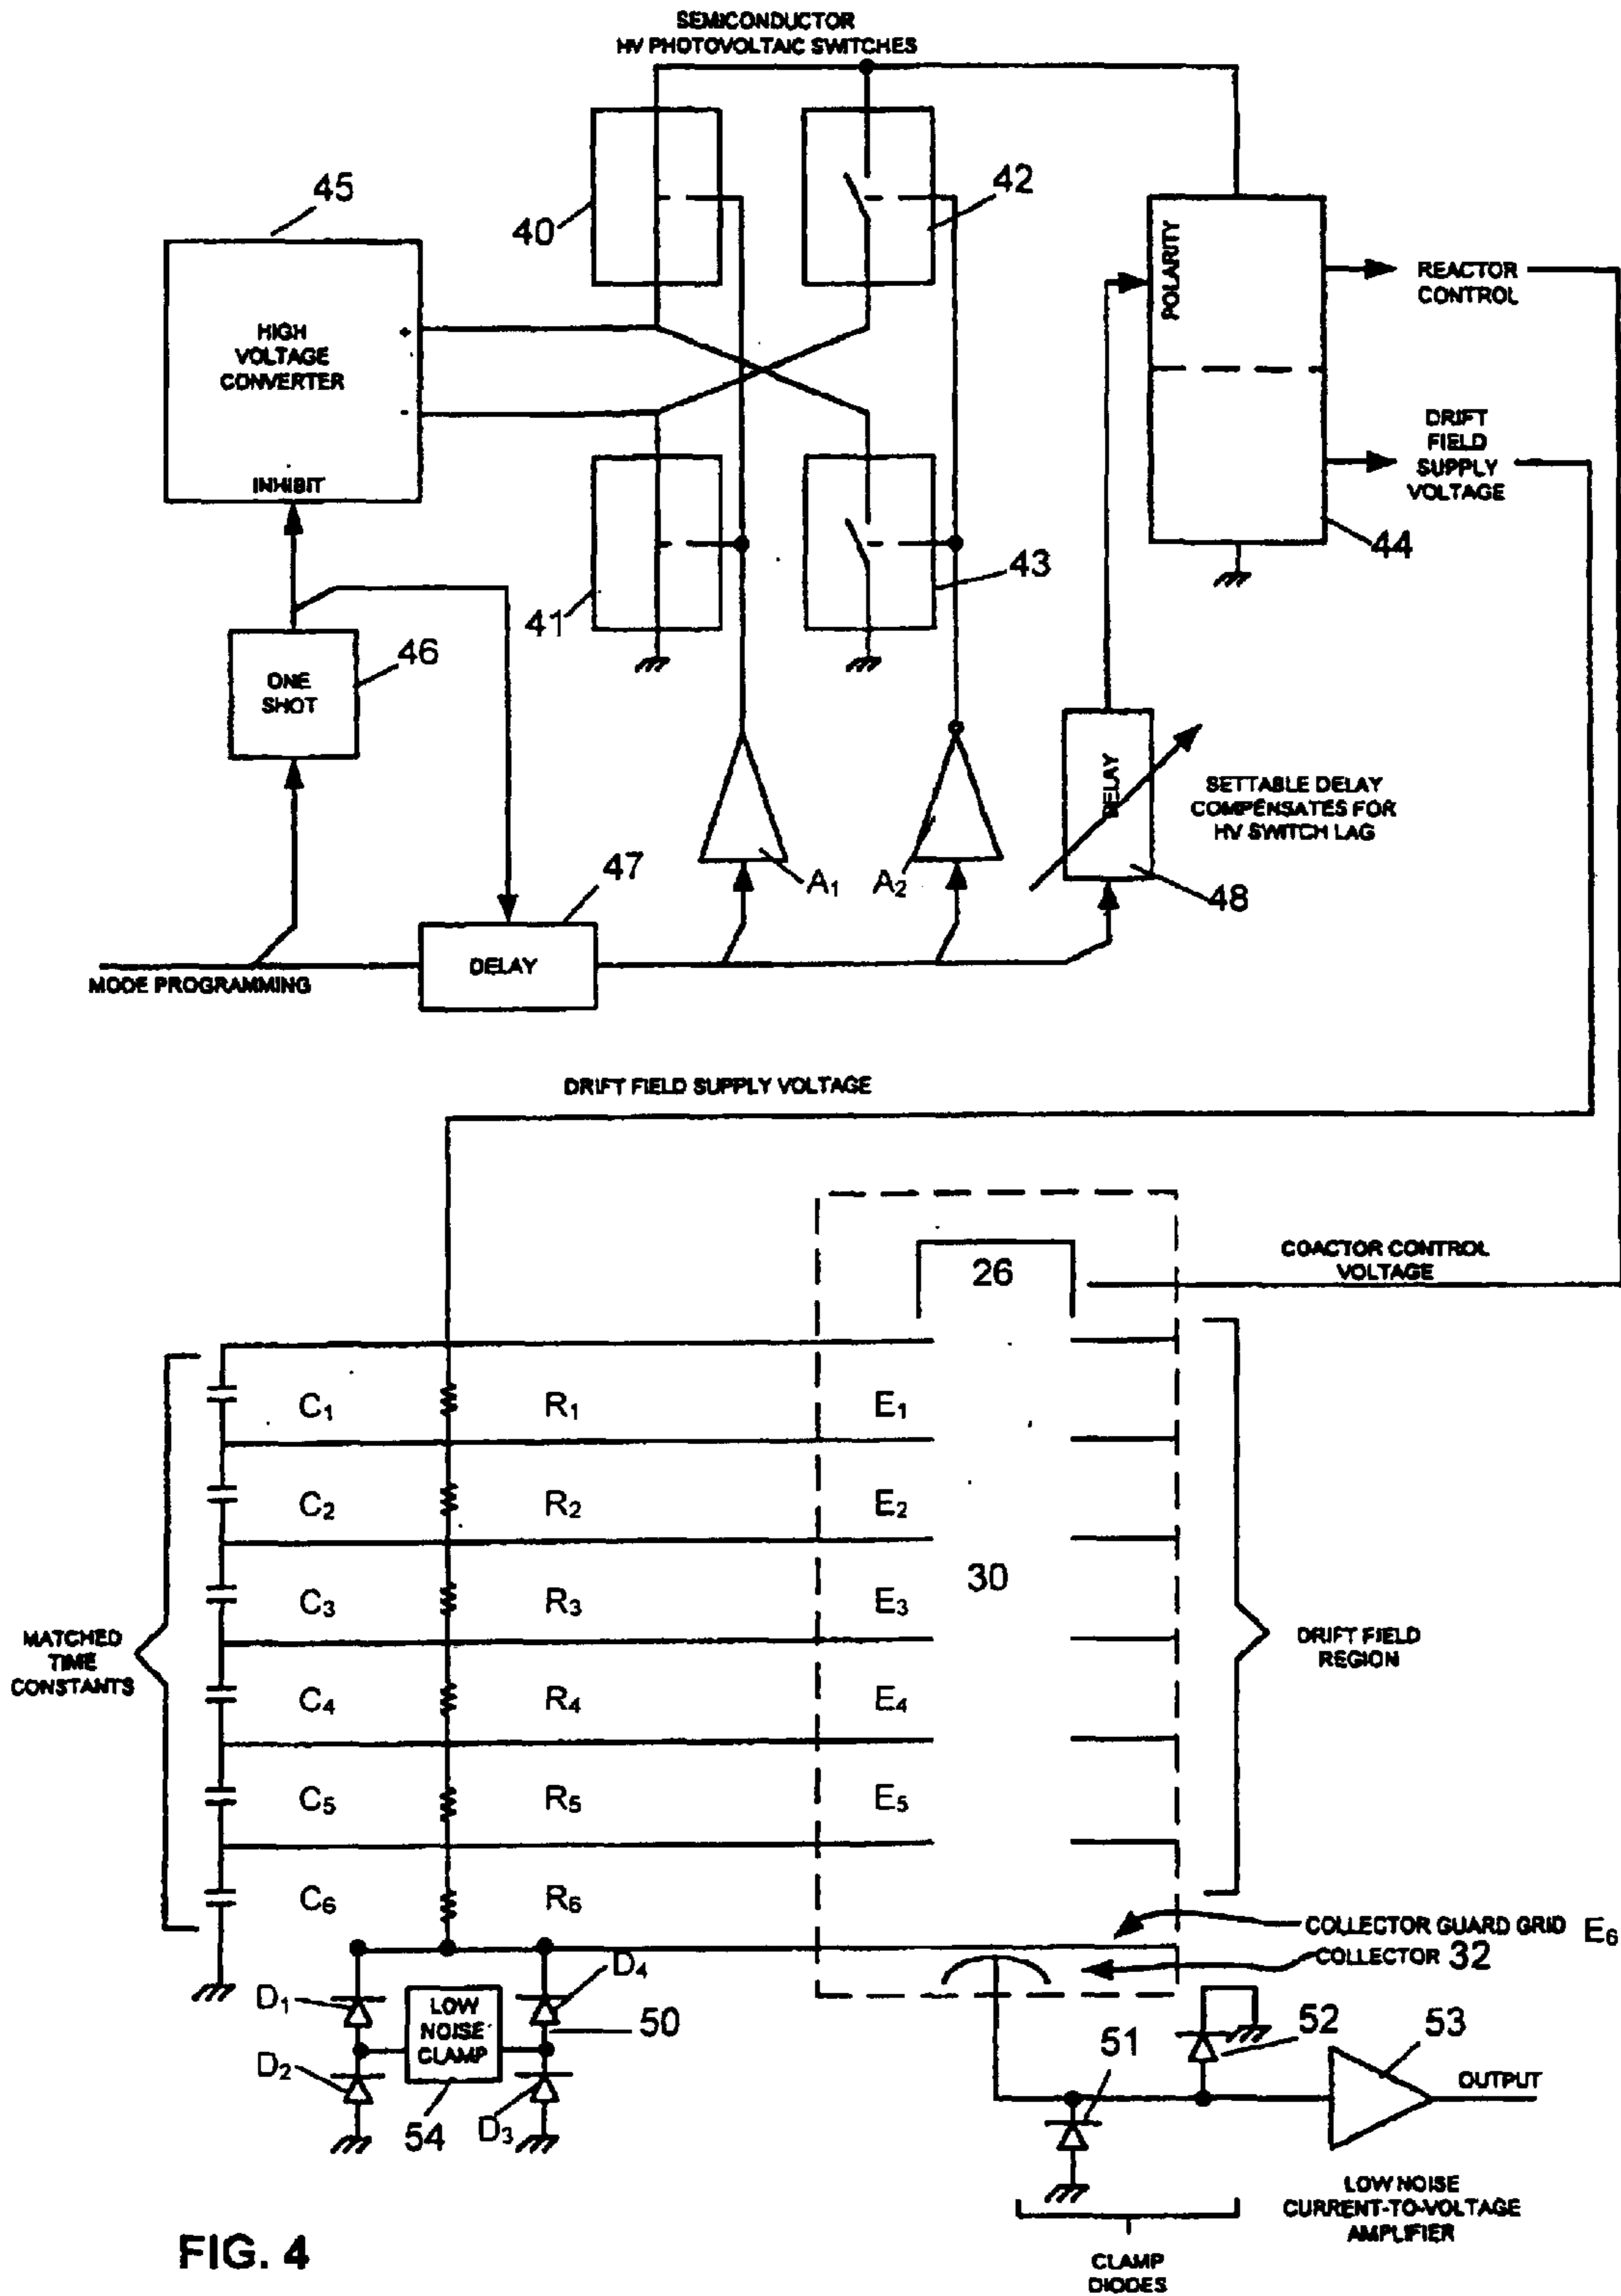 SEMICONDUCTOR
HV PHOTOVOLTAIC SWITCHES
45
40
42
HIGH
VOLTAGE
CONVERTER
+
-
INHIBIT
POLARITY
REACTOR
CONTROL
DRIFT
FIELD
SUPPLY
VOLTAGE
44
41
43
46
ONE
SHOT
47
A1
A2
DELAY
48
SETTABLE DELAY
COMPENSATES FOR
HV SWITCH LAG
MODE PROGRAMMING
DELAY
DRIFT FIELD SUPPLY VOLTAGE
26
COACTOR CONTROL
VOLTAGE
C1 R1 E1
C2 R2 E2
30
C3 R3 E3
MATCHED
TIME
CONSTANTS
DRIFT FIELD
REGION
C4 R4 E4
C5 R5 E5
C6 R6
COLLECTOR GUARD GRID E6
COLLECTOR 32
D1
D2
LOW
NOISE
CLAMP
D4
50
54
D3
51
52
53
OUTPUT
LOW NOISE
CURRENT-TO-VOLTAGE
AMPLIFIER
CLAMP
DIODES
FIG. 4